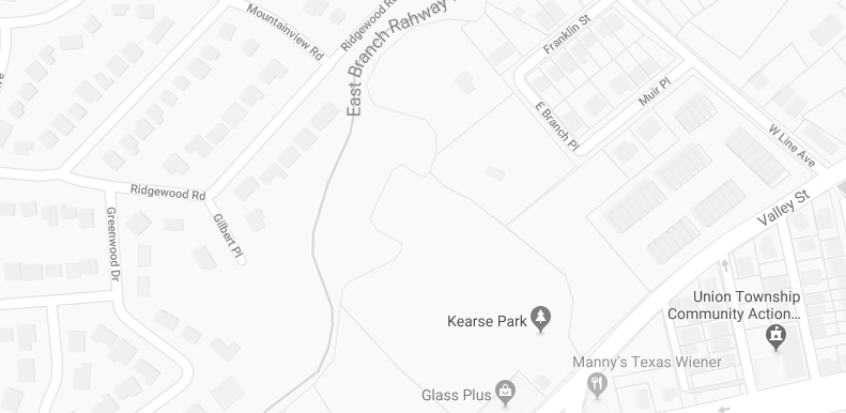 Mountainview Rd
Ridgewood Rd
East Branch Rahway
Franklin St
Muir Pl
E Branch Pl
W Line Ave
Ridgewood Rd
Valley St
Greenwood Dr
Gilbert Pl
Union Township
Community Action...
Kearse Park
Manny's Texas Wiener
Glass Plus